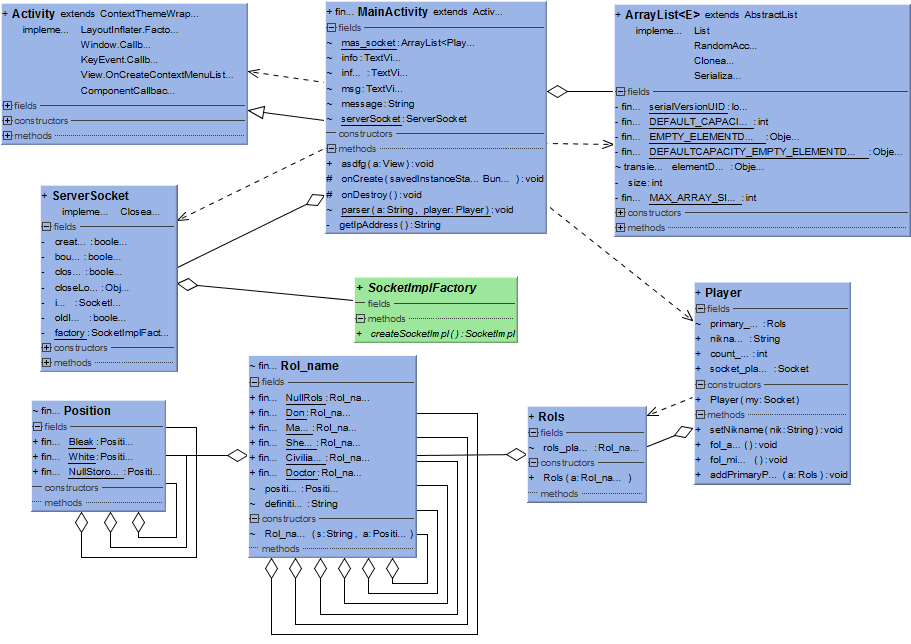 + Activity extends ContextThemeWrap...
impleme... LayoutInflater.Facto...
Window.Callb...
KeyEvent.Callb...
View.OnCreateContextMenuList...
ComponentCallbac...
fields
constructors
methods
+ fin... MainActivity extends Activ...
fields
~ mas_socket:ArrayList<Play...
~ info:TextVi...
~ inf... :TextVi...
~ msg:TextVi...
~ message:String
~ serverSocket:ServerSocket
constructors
methods
+ asdfg(a:View):void
# onCreate(savedInstanceSta... Bun... ):void
# onDestroy():void
~ parser(a:String, player:Player):void
- getIpAddress():String
+ ArrayList<E> extends AbstractList
impleme... List
RandomAcc...
Clonea...
Serializa...
fields
- fin... serialVersionUID:lo...
- fin... DEFAULT_CAPACI... :int
- fin... EMPTY_ELEMENTD... :Obje...
- fin... DEFAULTCAPACITY_EMPTY_ELEMENTD... :Obje...
~ transie... elementD... :Obje...
- size:int
- fin... MAX_ARRAY_SI... :int
constructors
methods
+ ServerSocket
impleme... Closea...
fields
- creat... :boole...
- bou... :boole...
- clos... :boole...
- closeLo... :Obj...
- i... :SocketI...
- oldI... :boole...
- factory:SocketImplFact...
constructors
methods
+ SocketImplFactory
fields
methods
+ createSocketImpl():SocketImpl
+ Player
fields
~ primary_... :Rols
+ nikna... :String
+ count_... :int
+ socket_pla... :Socket
constructors
+ Player(my:Socket)
methods
+ setNikname(nik:String):void
+ fol_a... ():void
+ fol_mi... ():void
+ addPrimaryP... (a:Rols):void
~ fin... Position
fields
+ fin... Bleak:Positi...
+ fin... White:Positi...
+ fin... NullStoro... :Positi...
constructors
methods
~ fin... Rol_name
fields
+ fin... NullRols:Rol_na...
+ fin... Don:Rol_na...
+ fin... Ma... :Rol_na...
+ fin... She... :Rol_na...
+ fin... Civilia... :Rol_na...
+ fin... Doctor:Rol_na...
~ positi... :Positi...
~ definiti... :String
constructors
~ Rol_na... (s:String, a:Positi... )
methods
+ Rols
fields
~ rols_pla... :Rol_na...
constructors
+ Rols(a:Rol_na... )
methods